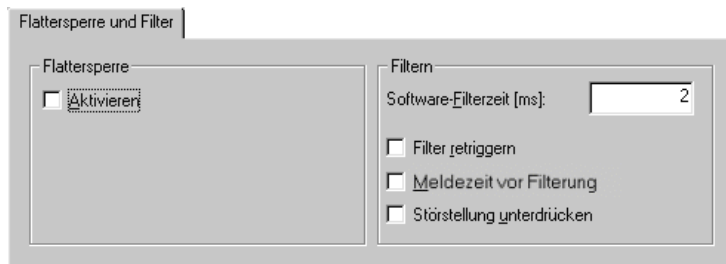 Flattersperre und Filter
Flattersperre
Aktivieren
Filtern
Software-Filterzeit [ms]: 2
Filter retriggern
Meldezeit vor Filterung
Störstellung unterdrücken